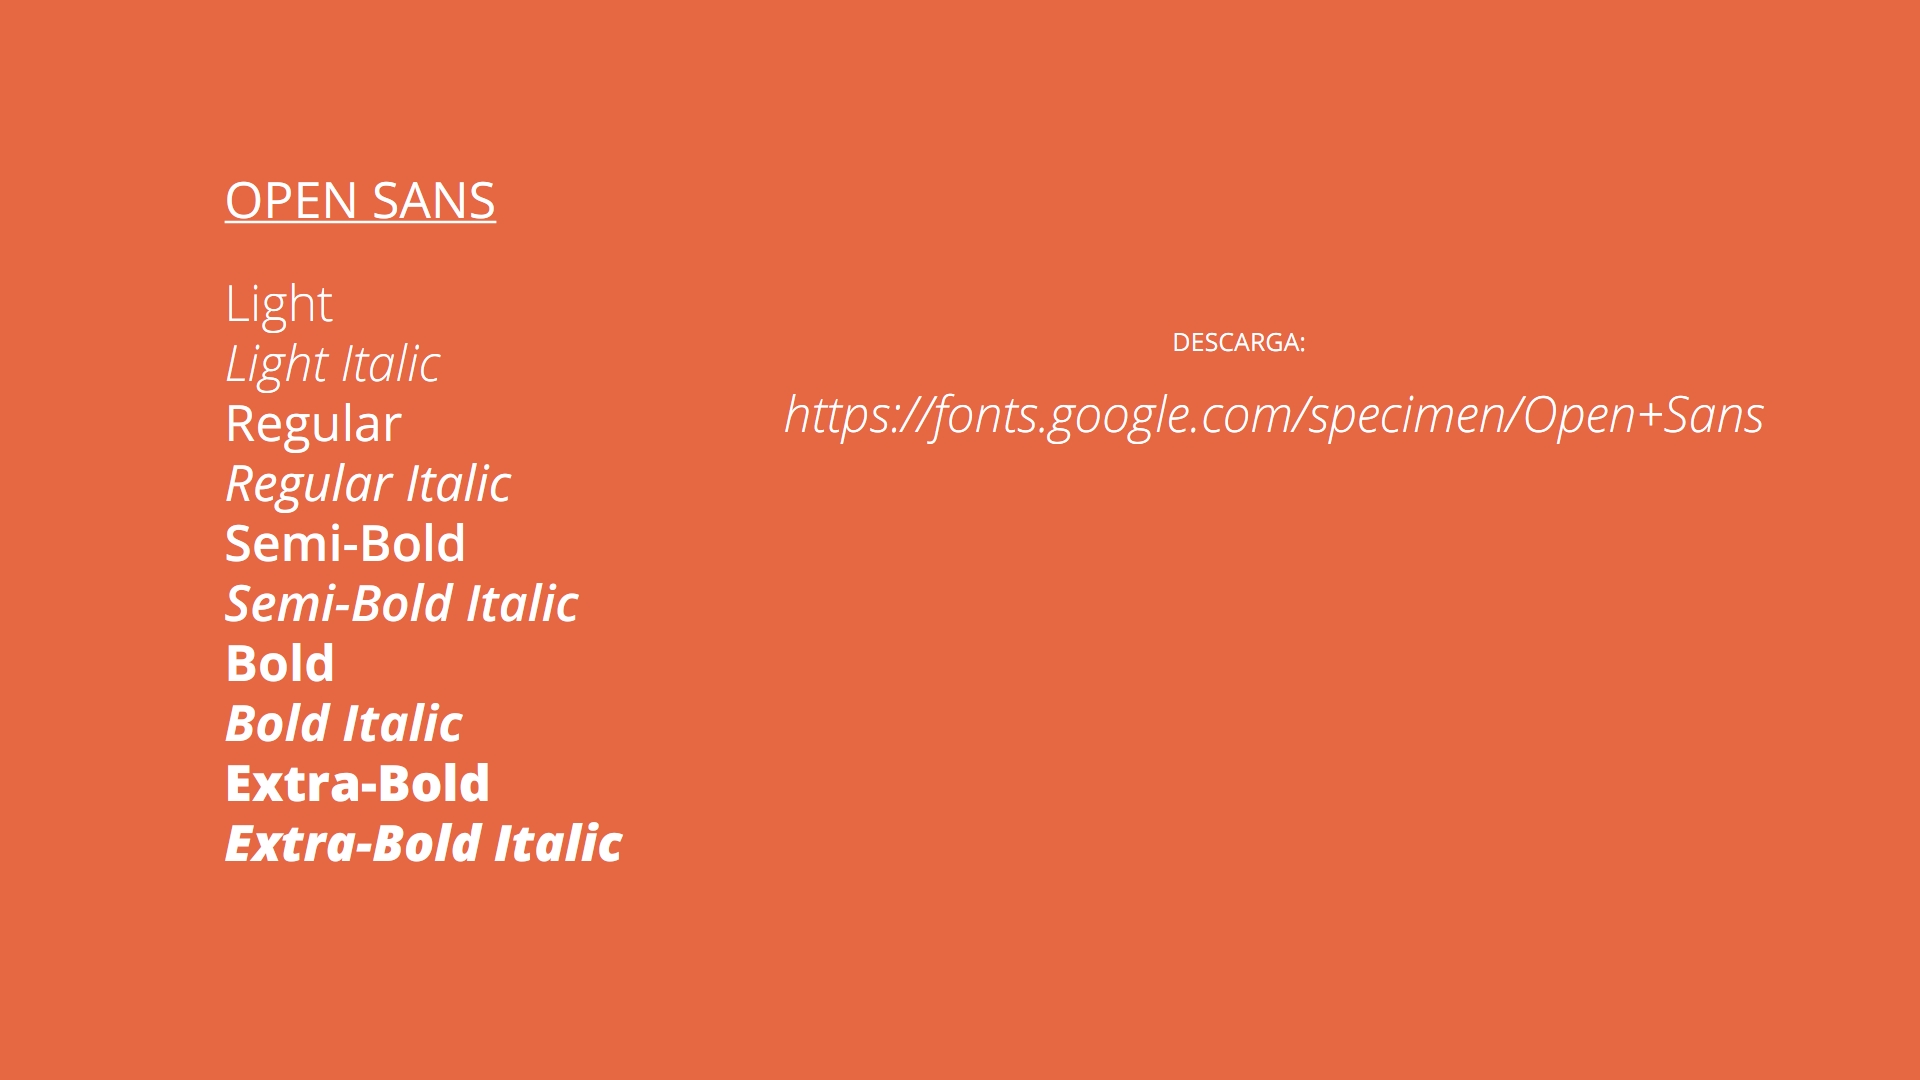 OPEN SANS
Light
Light Italic
Regular
Regular Italic
Semi-Bold
Semi-Bold Italic
Bold
Bold Italic
Extra-Bold
Extra-Bold Italic
DESCARGA:
https://fonts.google.com/specimen/Open+Sans